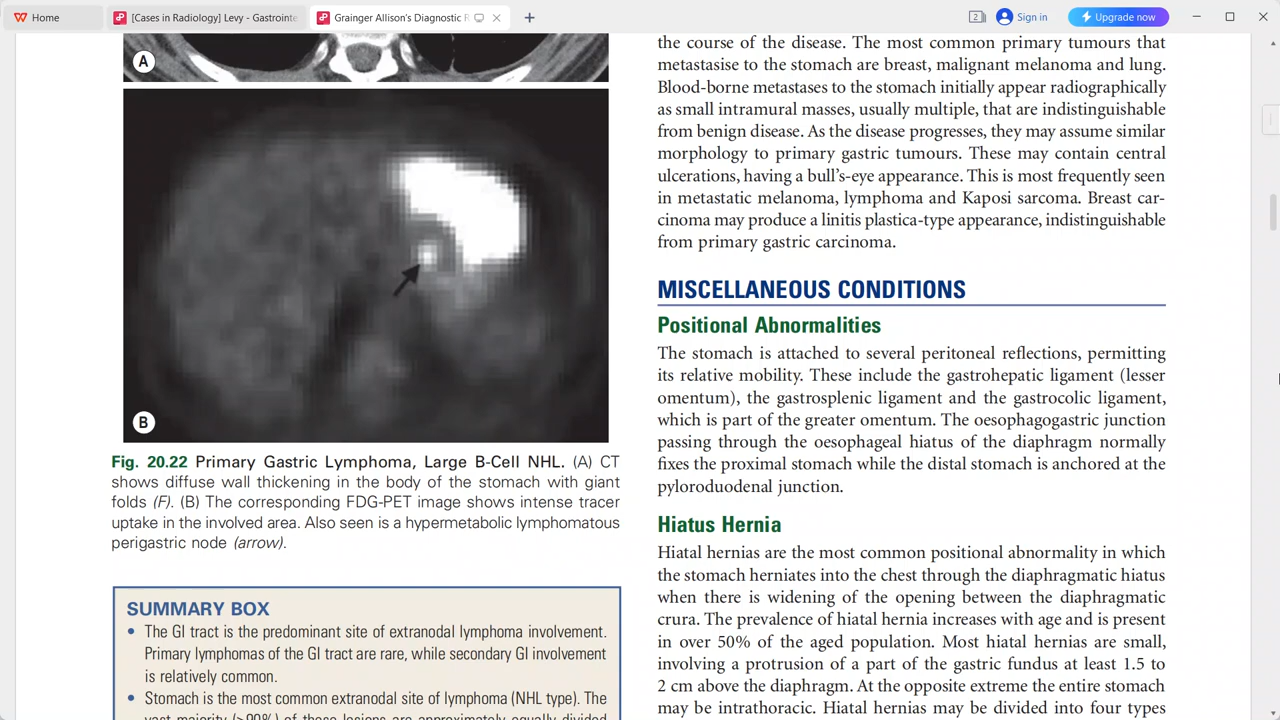 Home
[Cases in Radiology] Levy - Gastrointe
Grainger Allison's Diagnostic R
2
Sign in
Upgrade now
A
B
Fig. 20.22 Primary Gastric Lymphoma, Large B-Cell NHL. (A) CT
shows diffuse wall thickening in the body of the stomach with giant
folds (F). (B) The corresponding FDG-PET image shows intense tracer
uptake in the involved area. Also seen is a hypermetabolic lymphomatous
perigastric node (arrow).
SUMMARY BOX
• The GI tract is the predominant site of extranodal lymphoma involvement.
Primary lymphomas of the GI tract are rare, while secondary GI involvement
is relatively common.
• Stomach is the most common extranodal site of lymphoma (NHL type). The
vast majority (>90%) of these lesions are approximately equally divided
the course of the disease. The most common primary tumours that
metastasise to the stomach are breast, malignant melanoma and lung.
Blood-borne metastases to the stomach initially appear radiographically
as small intramural masses, usually multiple, that are indistinguishable
from benign disease. As the disease progresses, they may assume similar
morphology to primary gastric tumours. These may contain central
ulcerations, having a bull's-eye appearance. This is most frequently seen
in metastatic melanoma, lymphoma and Kaposi sarcoma. Breast car-
cinoma may produce a linitis plastica-type appearance, indistinguishable
from primary gastric carcinoma.
MISCELLANEOUS CONDITIONS
Positional Abnormalities
The stomach is attached to several peritoneal reflections, permitting
its relative mobility. These include the gastrohepatic ligament (lesser
omentum), the gastrosplenic ligament and the gastrocolic ligament,
which is part of the greater omentum. The oesophagogastric junction
passing through the oesophageal hiatus of the diaphragm normally
fixes the proximal stomach while the distal stomach is anchored at the
pyloroduodenal junction.
Hiatus Hernia
Hiatal hernias are the most common positional abnormality in which
the stomach herniates into the chest through the diaphragmatic hiatus
when there is widening of the opening between the diaphragmatic
crura. The prevalence of hiatal hernia increases with age and is present
in over 50% of the aged population. Most hiatal hernias are small,
involving a protrusion of a part of the gastric fundus at least 1.5 to
2 cm above the diaphragm. At the opposite extreme the entire stomach
may be intrathoracic. Hiatal hernias may be divided into four types